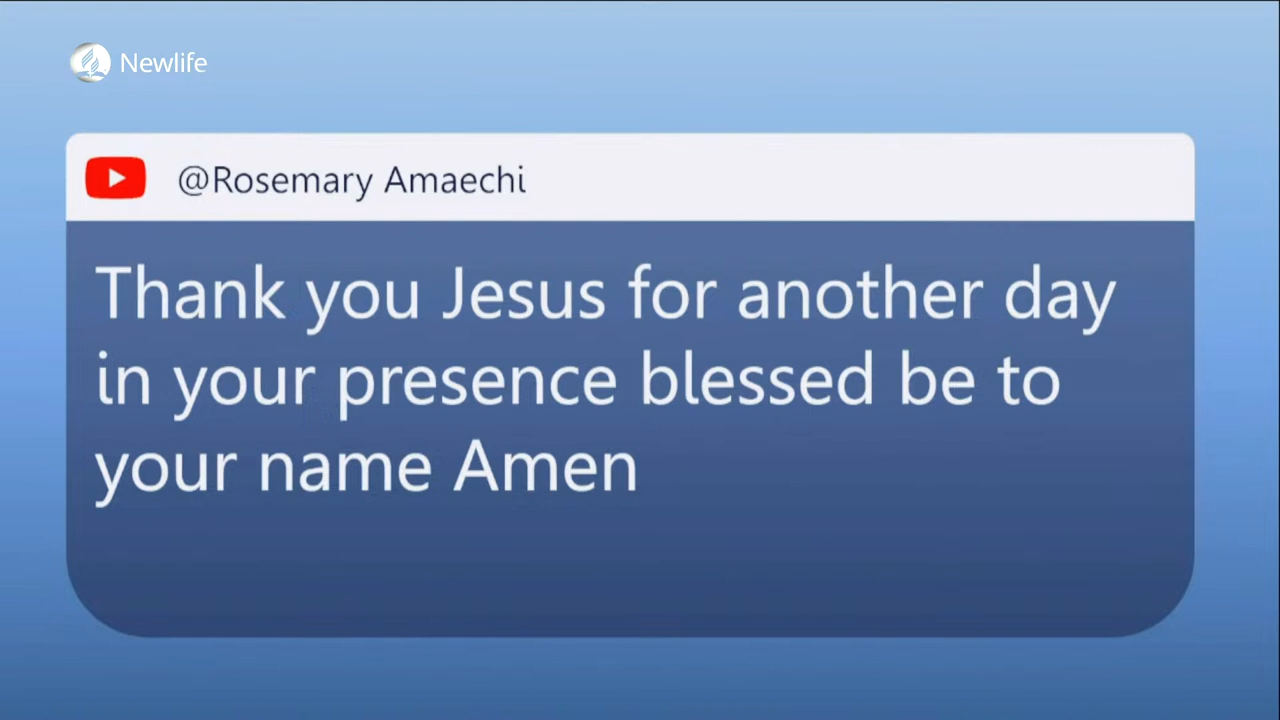 Newlife
@Rosemary Amaechi
Thank you Jesus for another day
in your presence blessed be to
your name Amen